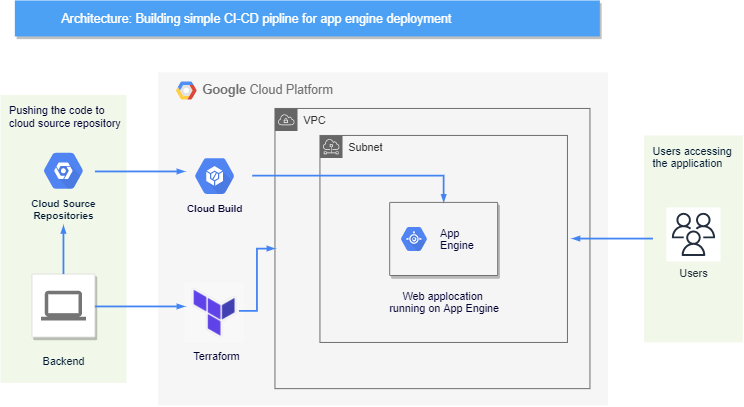 Architecture: Building simple CI-CD pipline for app engine deployment
Google Cloud Platform
Pushing the code to
cloud source repository
VPC
Subnet
Users accessing
the application
Cloud Source
Repositories
Cloud Build
App
Engine
Users
Web applocation
running on App Engine
Backend
Terraform